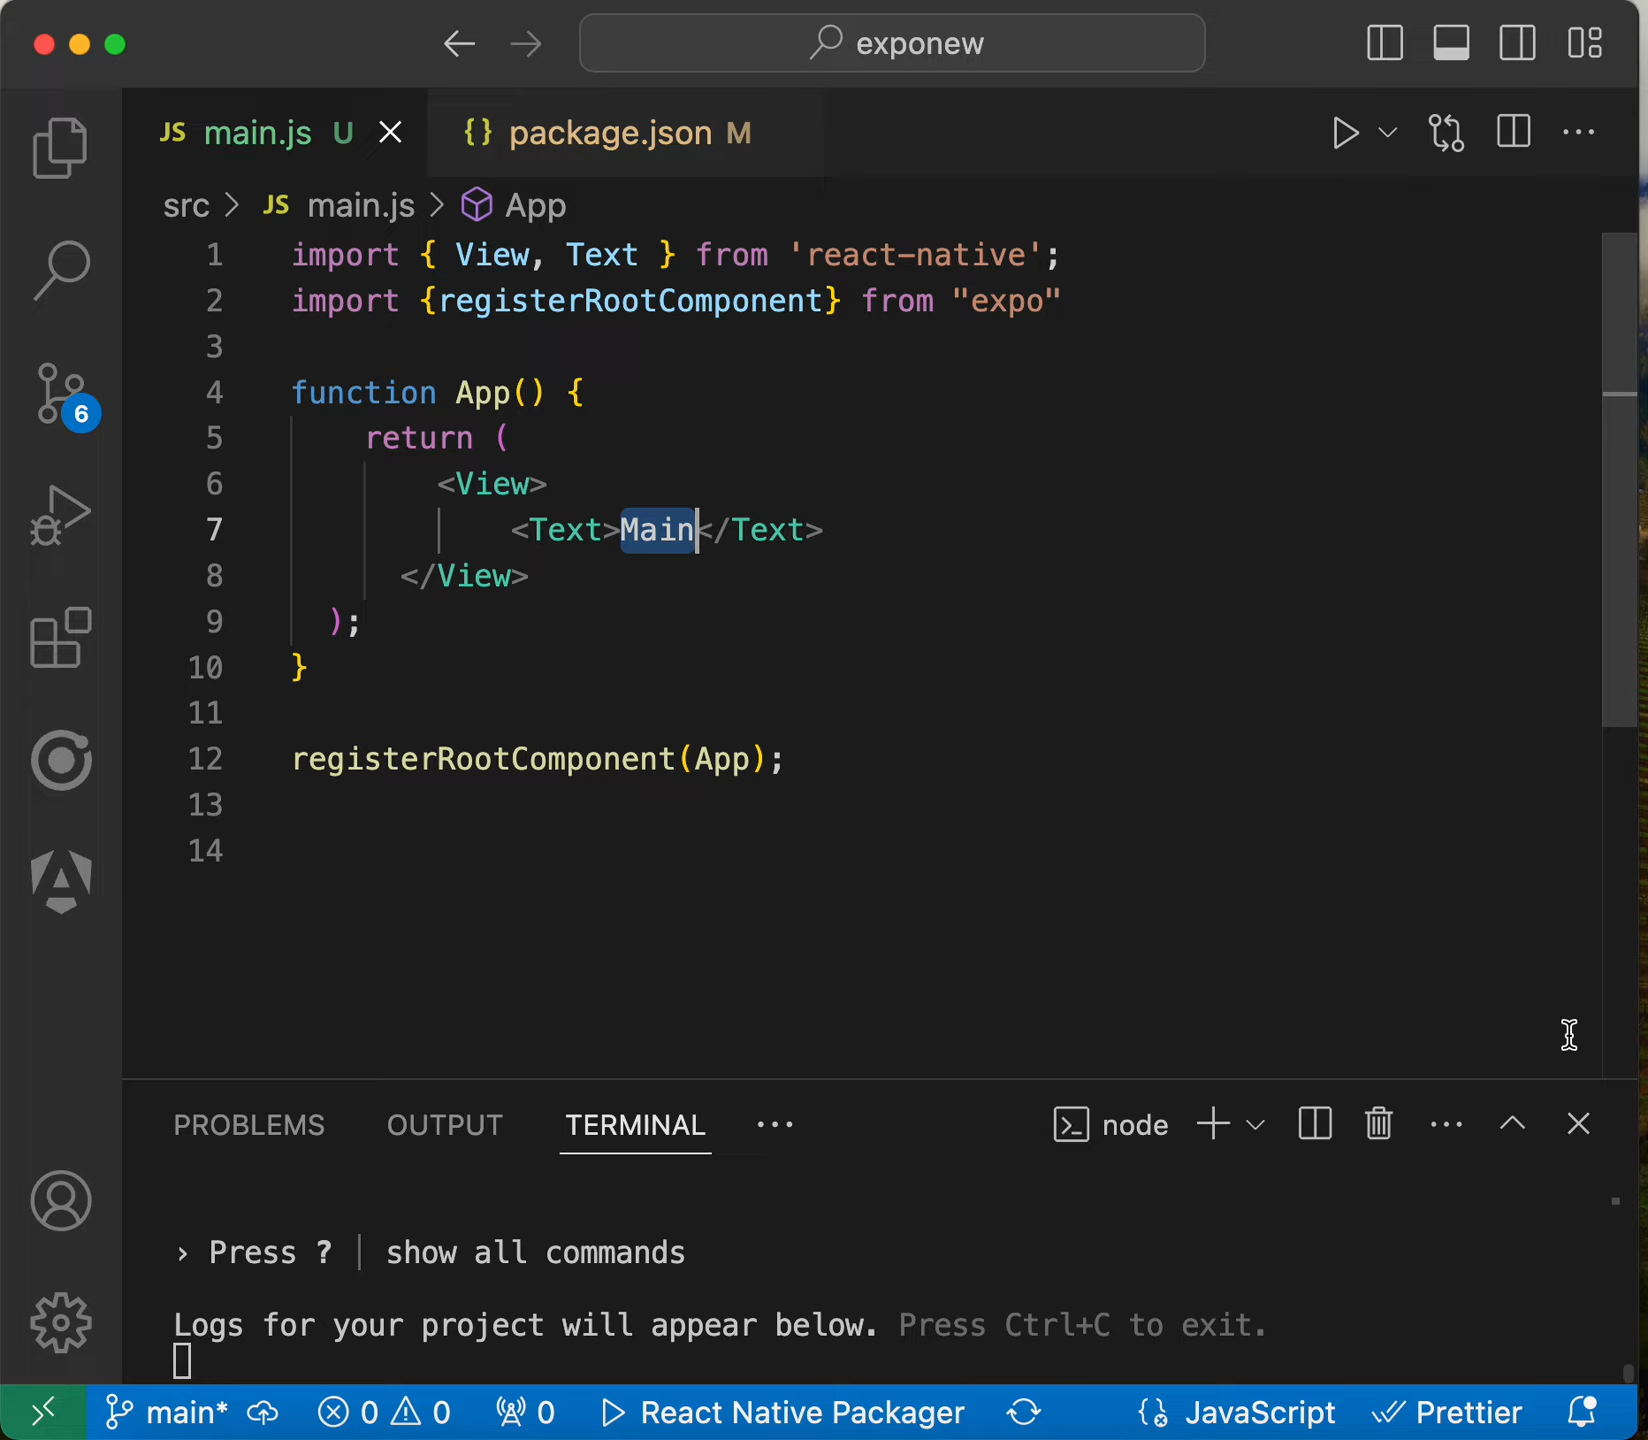 exponew
JS main.js U
{} package.json M
src > JS main.js > App
1 import { View, Text } from 'react-native';
2 import {registerRootComponent} from "expo"
3
4 function App() {
5 return (
6 <View>
7 <Text>Main</Text>
8 </View>
9 );
10 }
11
12 registerRootComponent(App);
13
14
6
PROBLEMS OUTPUT TERMINAL ··· node
› Press ? | show all commands
Logs for your project will appear below. Press Ctrl+C to exit.
main* 0 0 0 React Native Packager JavaScript Prettier